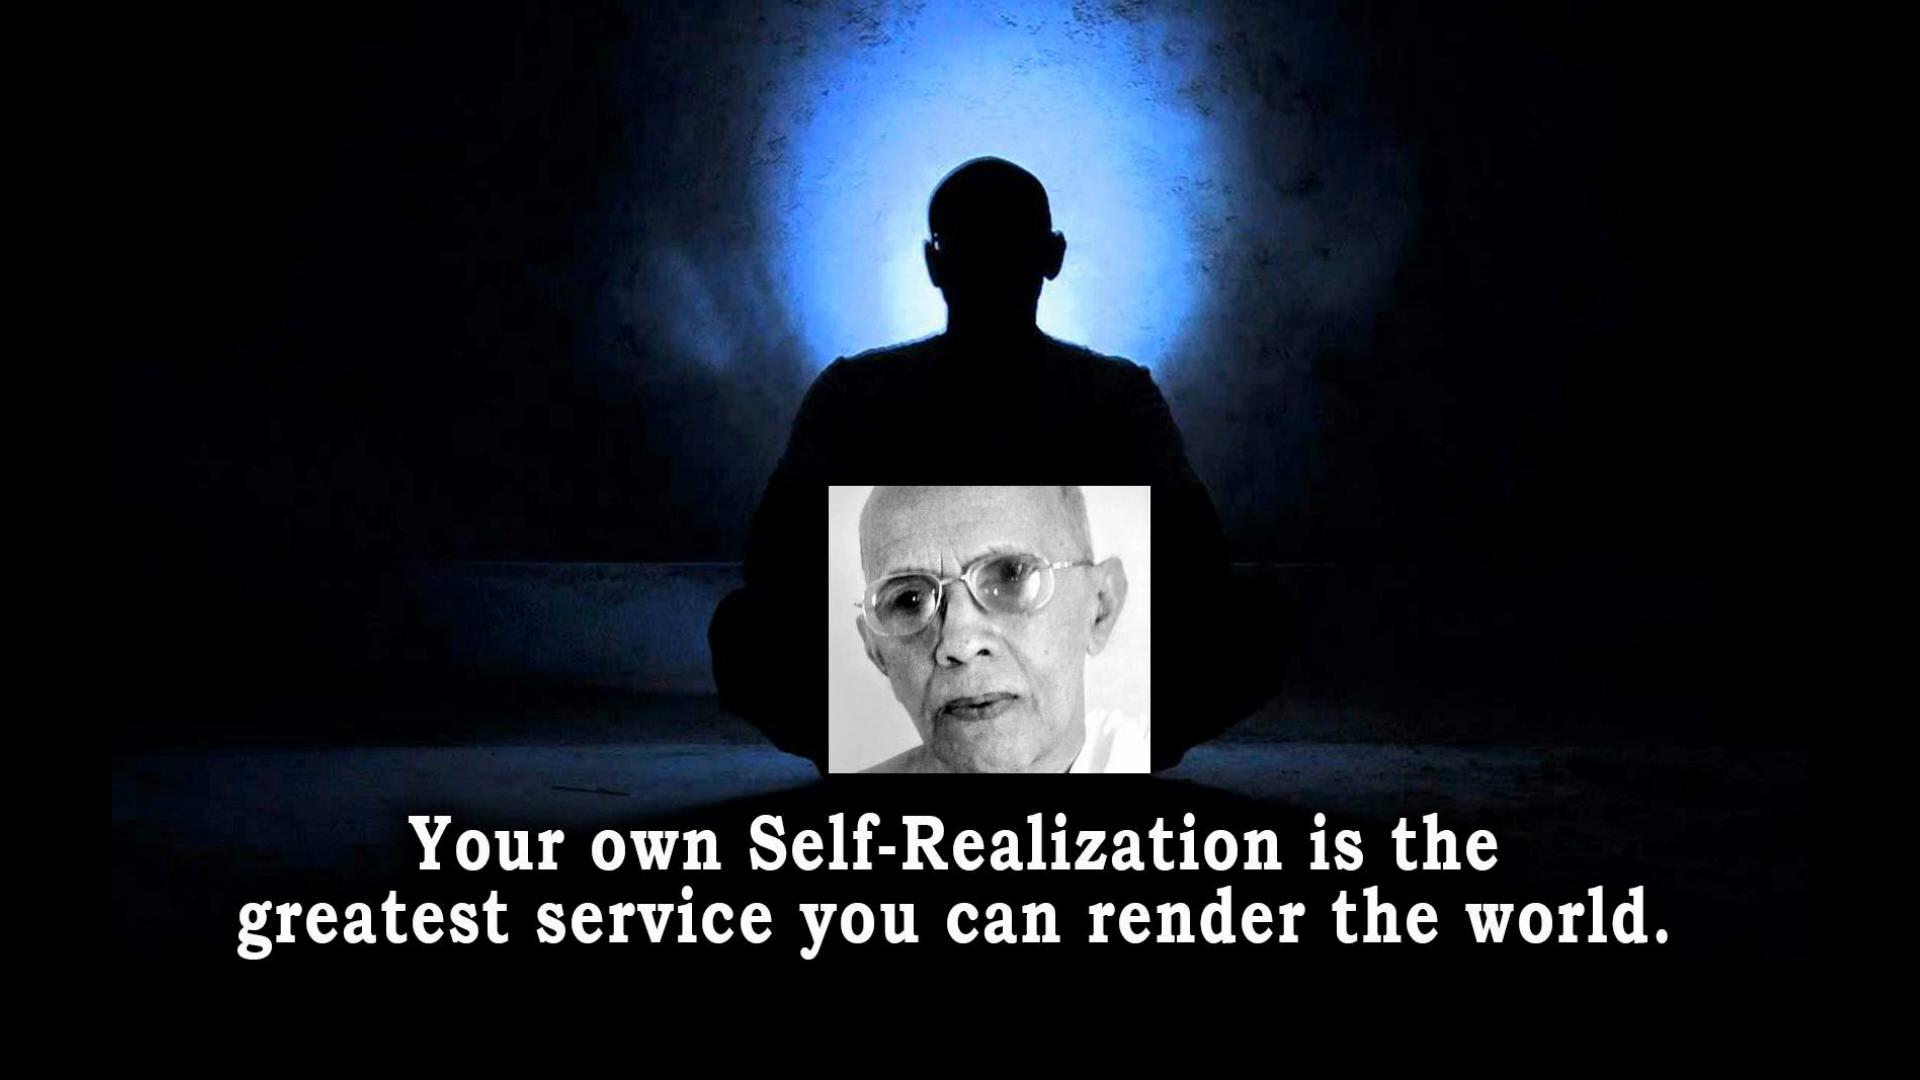 Your own Self-Realization is the
greatest service you can render the world.